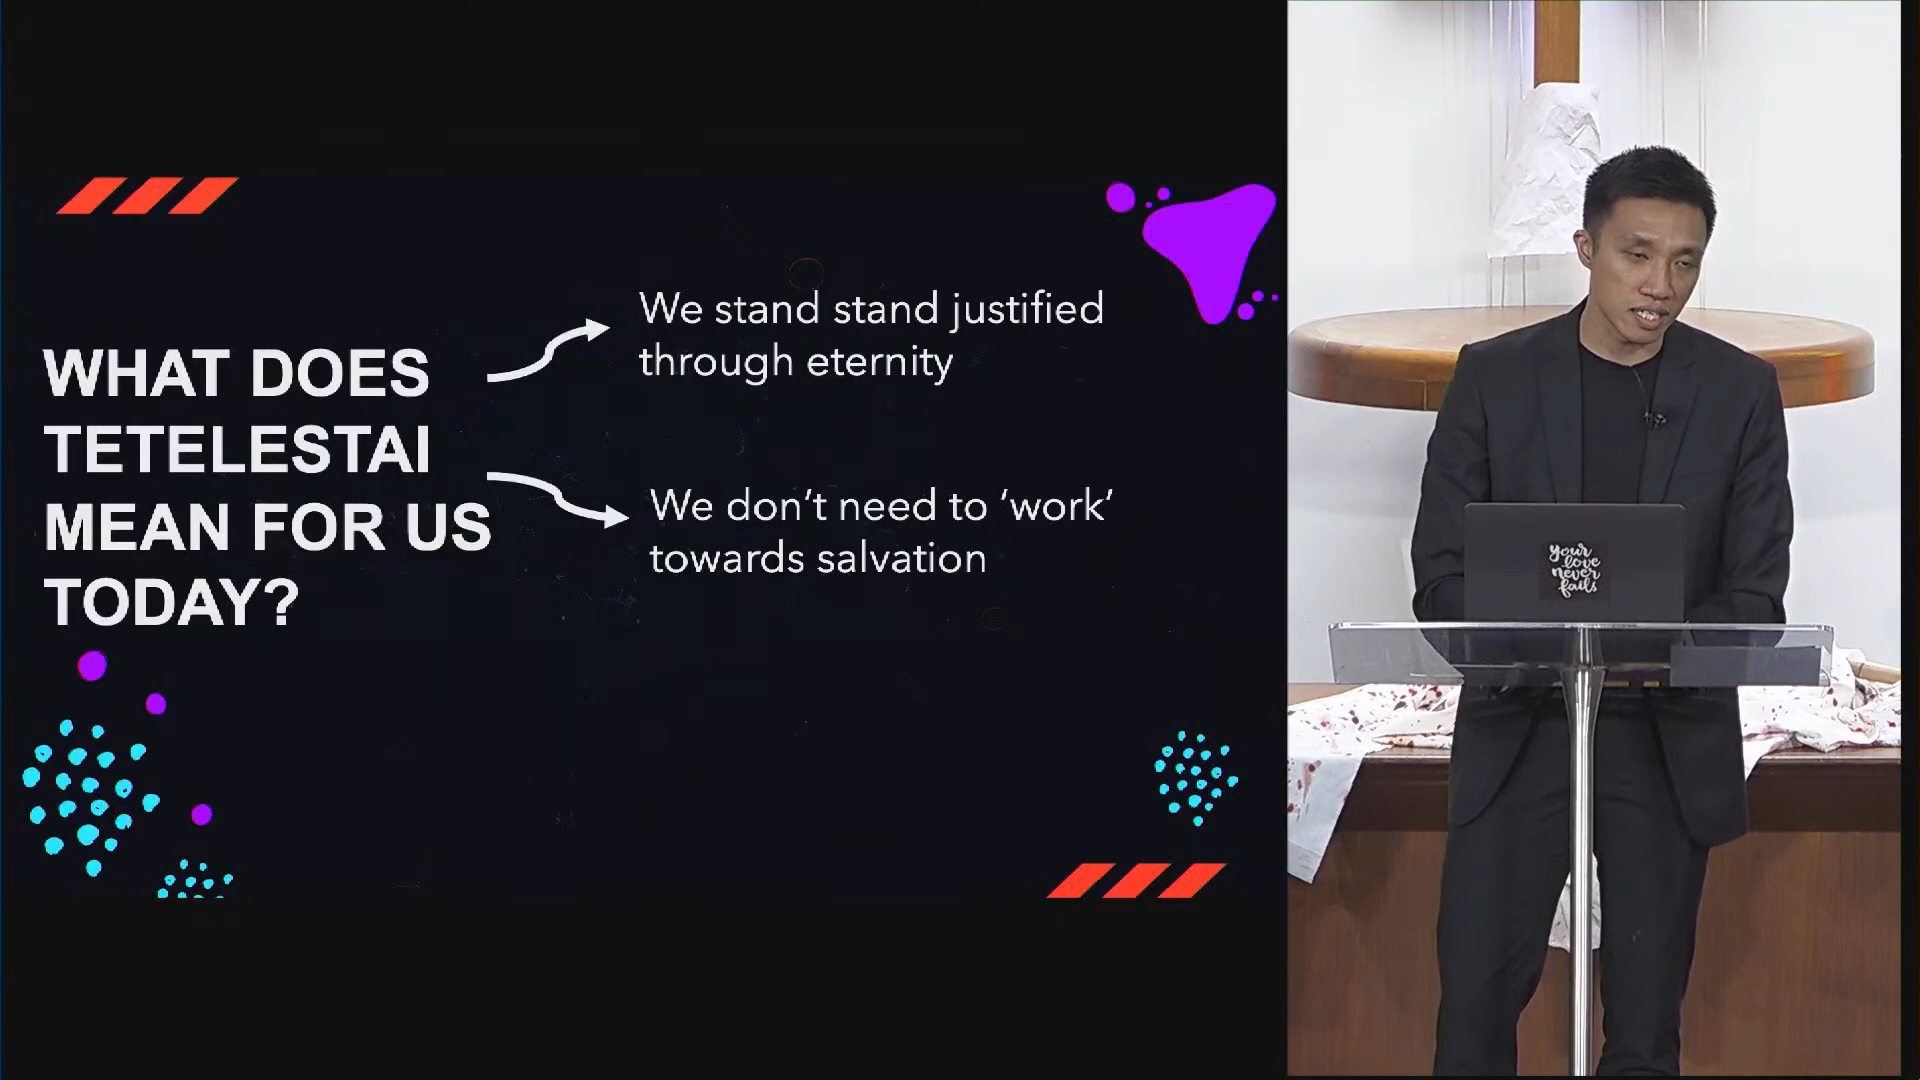 WHAT DOES
TETELESTAI
MEAN FOR US
TODAY?
We stand stand justified
through eternity
We don't need to 'work'
towards salvation
your
love
never
fails